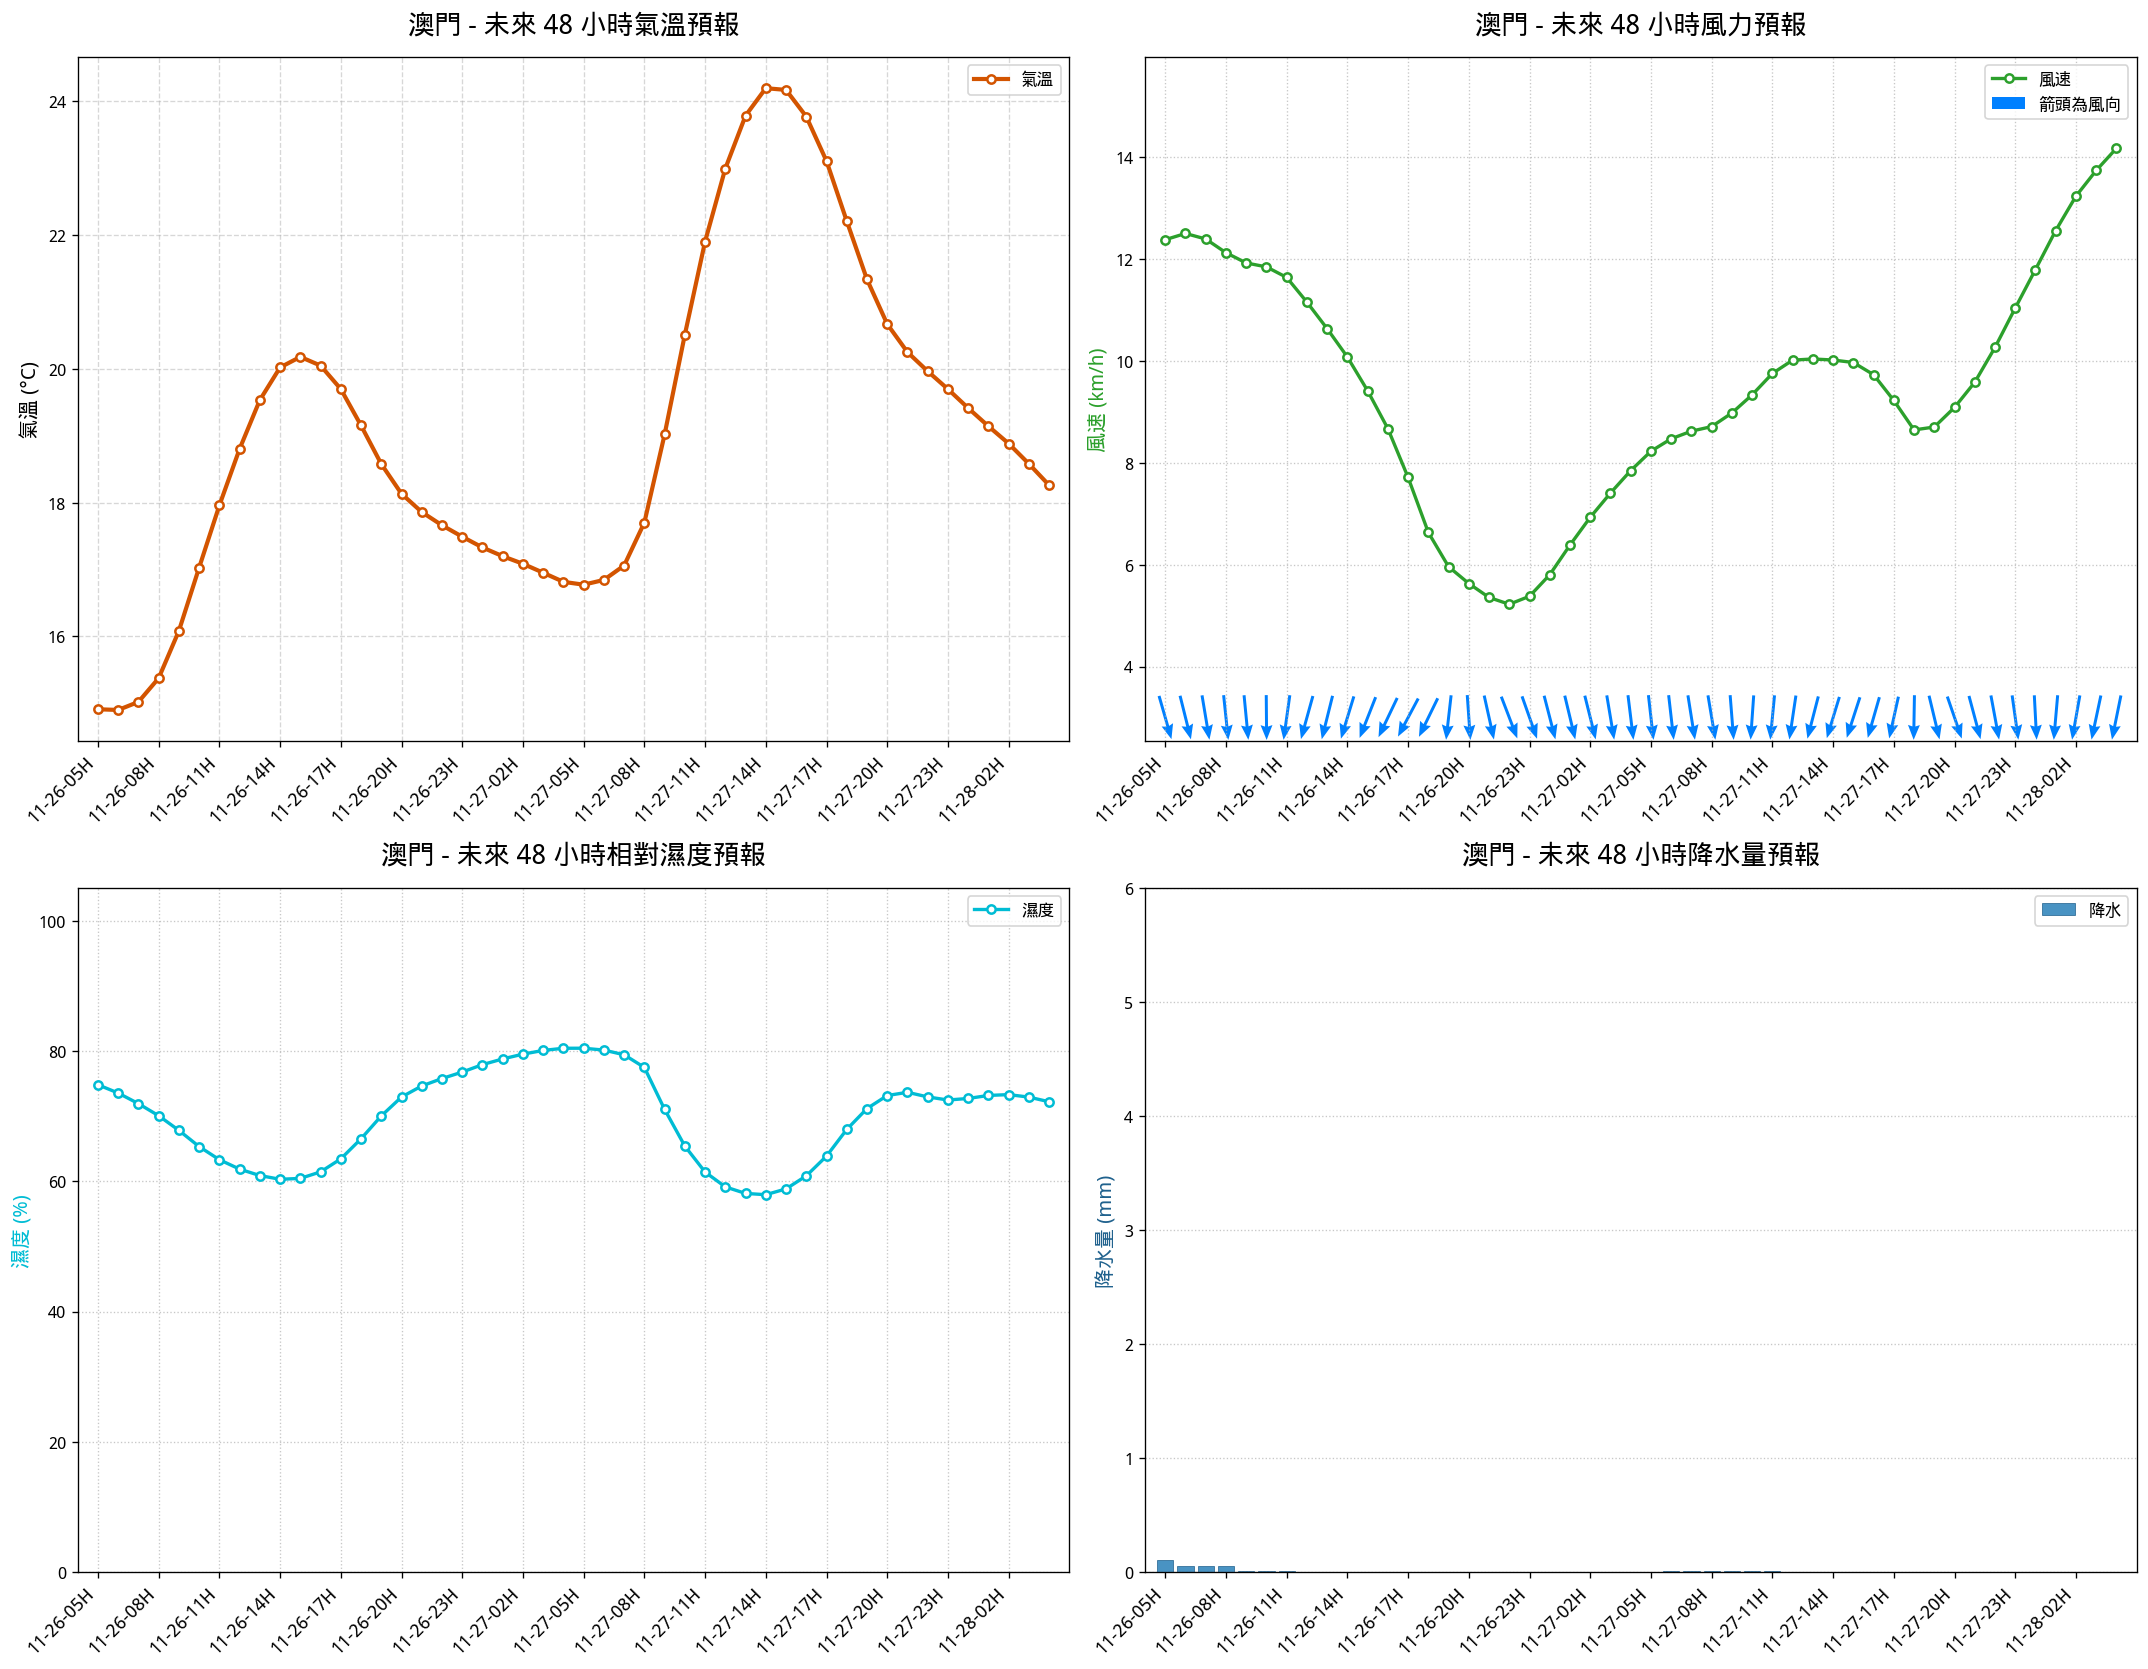 澳門 - 未來 48 小時氣溫預報
氣溫
氣溫 (°C)
24
22
20
18
16
11-26-05H
11-26-08H
11-26-11H
11-26-14H
11-26-17H
11-26-20H
11-26-23H
11-27-02H
11-27-05H
11-27-08H
11-27-11H
11-27-14H
11-27-17H
11-27-20H
11-27-23H
11-28-02H
澳門 - 未來 48 小時風力預報
風速
箭頭為風向
風速 (km/h)
14
12
10
8
6
4
11-26-05H
11-26-08H
11-26-11H
11-26-14H
11-26-17H
11-26-20H
11-26-23H
11-27-02H
11-27-05H
11-27-08H
11-27-11H
11-27-14H
11-27-17H
11-27-20H
11-27-23H
11-28-02H
澳門 - 未來 48 小時相對濕度預報
濕度
濕度 (%)
100
80
60
40
20
0
11-26-05H
11-26-08H
11-26-11H
11-26-14H
11-26-17H
11-26-20H
11-26-23H
11-27-02H
11-27-05H
11-27-08H
11-27-11H
11-27-14H
11-27-17H
11-27-20H
11-27-23H
11-28-02H
澳門 - 未來 48 小時降水量預報
降水
降水量 (mm)
6
5
4
3
2
1
0
11-26-05H
11-26-08H
11-26-11H
11-26-14H
11-26-17H
11-26-20H
11-26-23H
11-27-02H
11-27-05H
11-27-08H
11-27-11H
11-27-14H
11-27-17H
11-27-20H
11-27-23H
11-28-02H